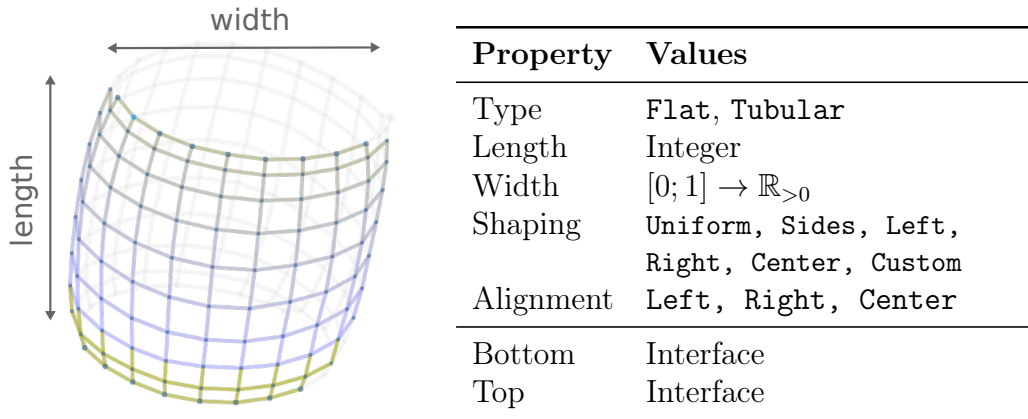 width
length
Property Values
Type Flat, Tubular
Length Integer
Width [0; 1] → ℝ>0
Shaping Uniform, Sides, Left,
Right, Center, Custom
Alignment Left, Right, Center
Bottom Interface
Top Interface